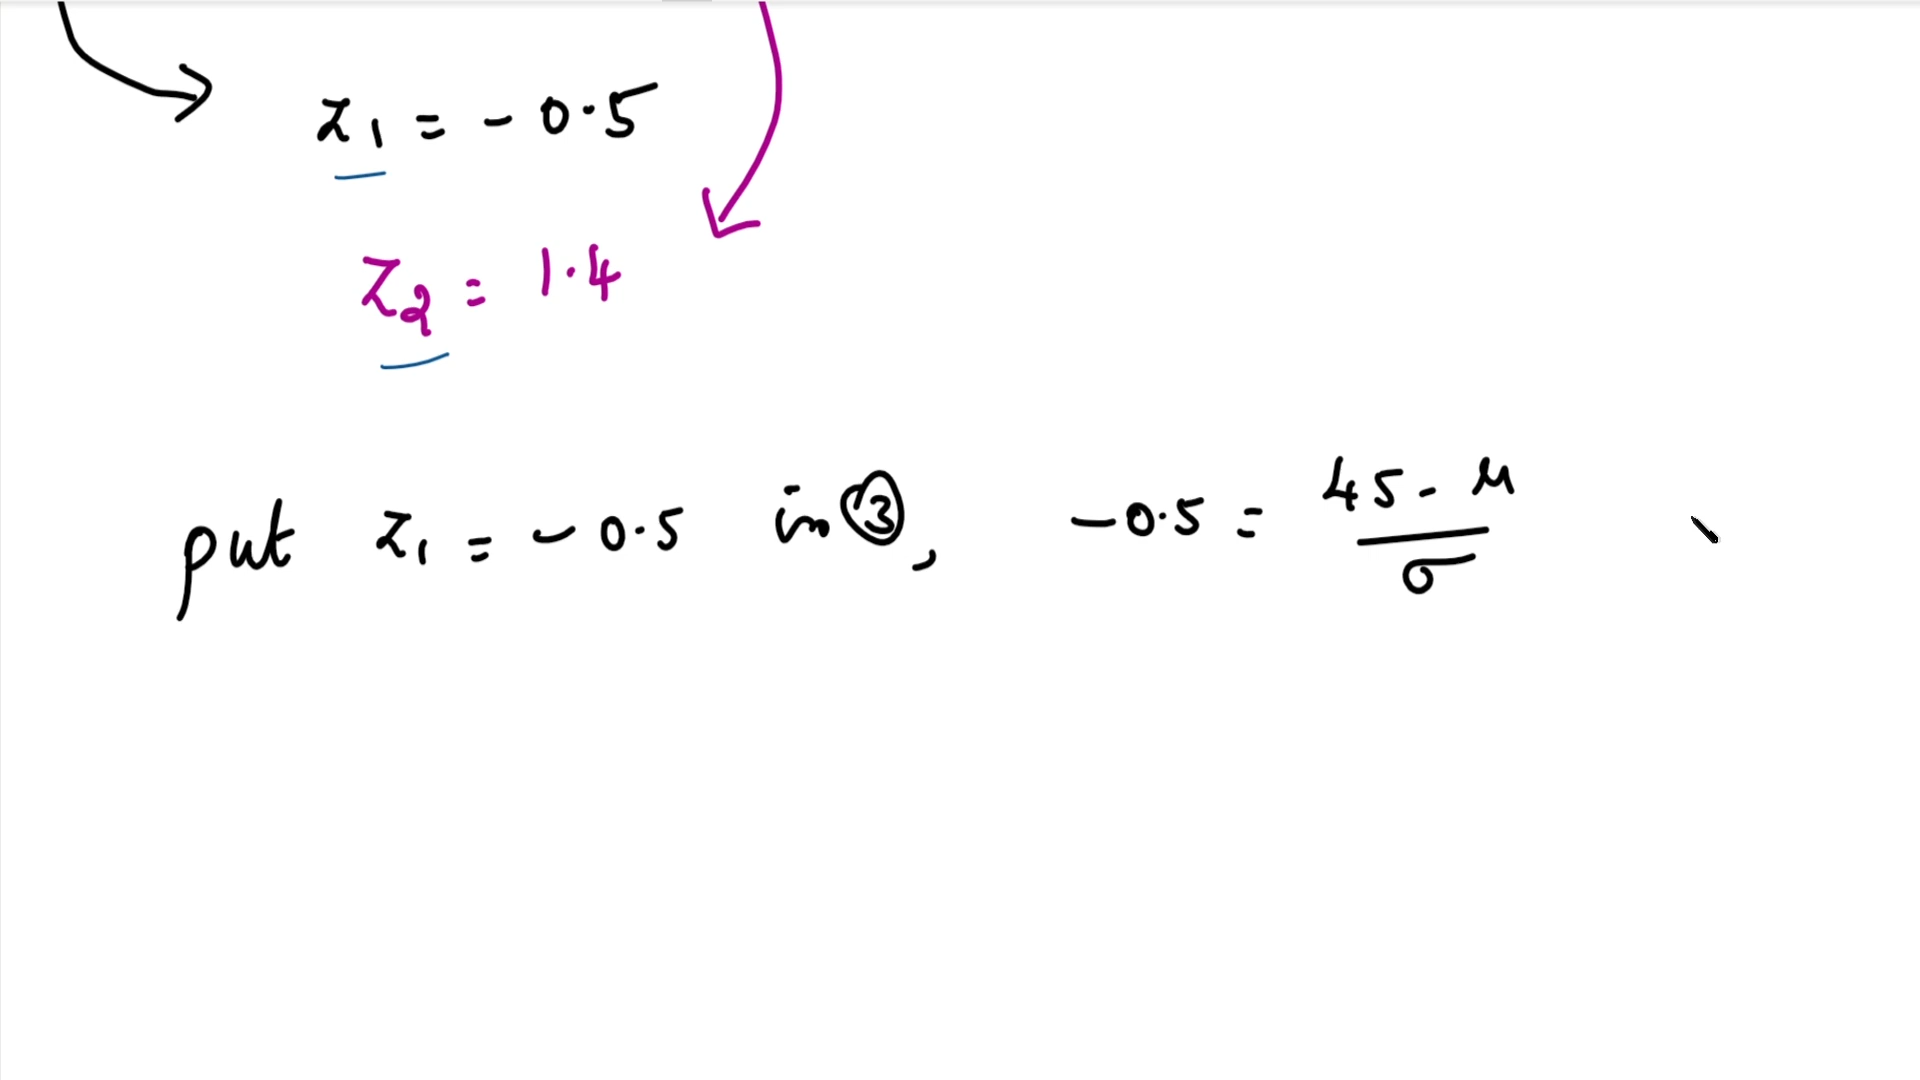 z₁ = - 0.5
z₂ = 1.4
put z₁ = - 0.5 in ③, -0.5 = (45 - μ)/σ